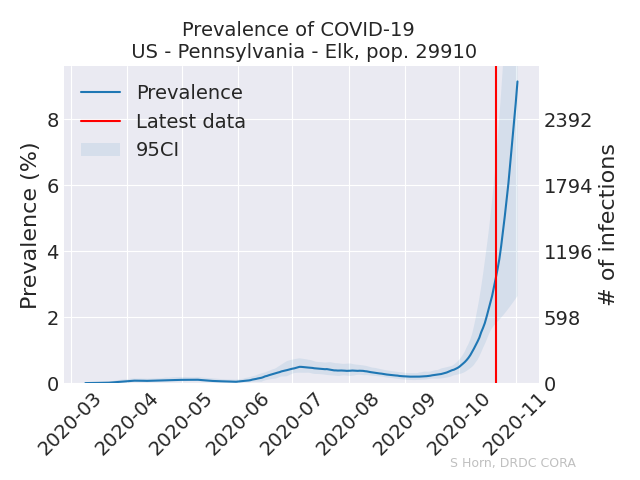 Prevalence of COVID-19
US - Pennsylvania - Elk, pop. 29910
Prevalence
Latest data
95CI
Prevalence (%)
8
6
4
2
0
2392
1794
1196
598
0
# of infections
2020-03
2020-04
2020-05
2020-06
2020-07
2020-08
2020-09
2020-10
2020-11
S Horn, DRDC CORA